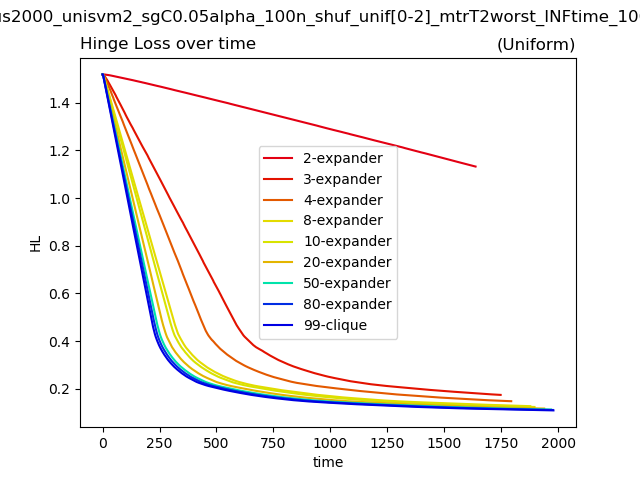 us2000_unisvm2_sgC0.05alpha_100n_shuf_unif[0-2]_mtrT2worst_INFtime_10
Hinge Loss over time
(Uniform)
HL
1.4
1.2
1.0
0.8
0.6
0.4
0.2
2-expander
3-expander
4-expander
8-expander
10-expander
20-expander
50-expander
80-expander
99-clique
0
250
500
750
1000
1250
1500
1750
2000
time